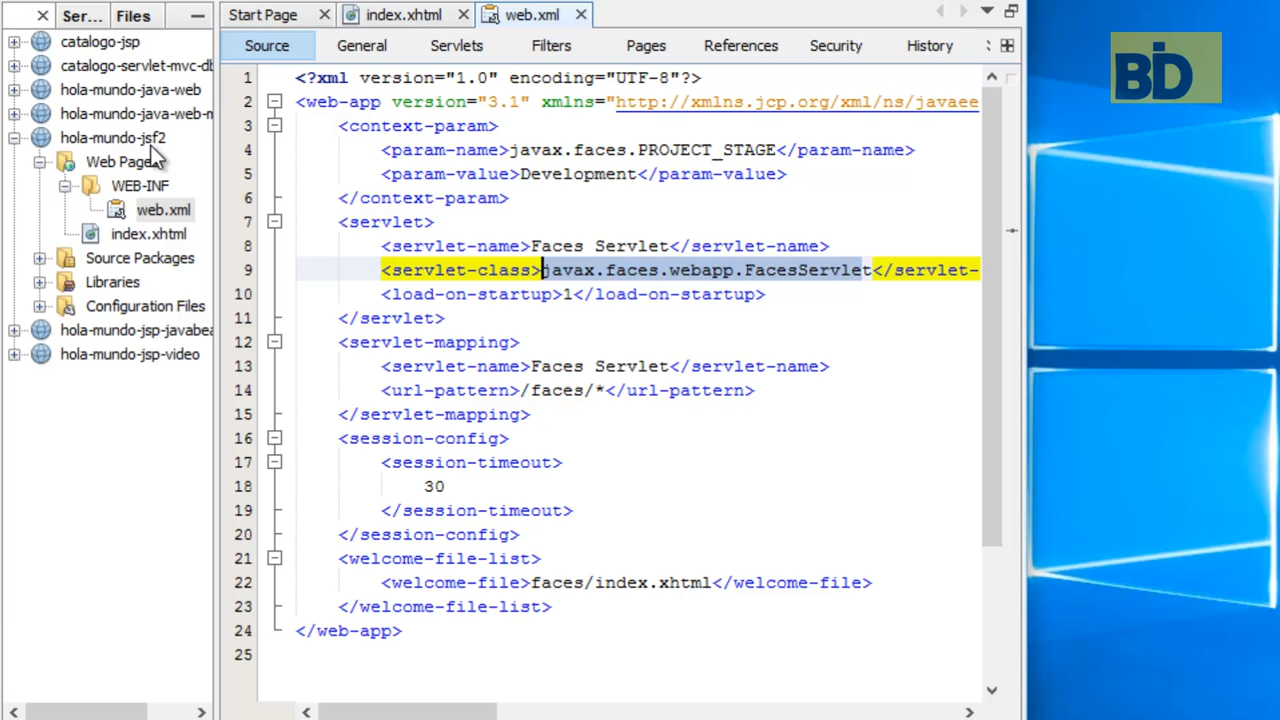 Ser... Files
Start Page index.xhtml web.xml
Source General Servlets Filters Pages References Security History
BID
catalogo-jsp
catalogo-servlet-mvc-db
hola-mundo-java-web
hola-mundo-java-web-m
hola-mundo-jsf2
Web Page
WEB-INF
web.xml
index.xhtml
Source Packages
Libraries
Configuration Files
hola-mundo-jsp-javabea
hola-mundo-jsp-video
1 <?xml version="1.0" encoding="UTF-8"?>
2 <web-app version="3.1" xmlns="http://xmlns.jcp.org/xml/ns/javaee
3 <context-param>
4 <param-name>javax.faces.PROJECT_STAGE</param-name>
5 <param-value>Development</param-value>
6 </context-param>
7 <servlet>
8 <servlet-name>Faces Servlet</servlet-name>
9 <servlet-class>javax.faces.webapp.FacesServlet</servlet-
10 <load-on-startup>1</load-on-startup>
11 </servlet>
12 <servlet-mapping>
13 <servlet-name>Faces Servlet</servlet-name>
14 <url-pattern>/faces/*</url-pattern>
15 </servlet-mapping>
16 <session-config>
17 <session-timeout>
18 30
19 </session-timeout>
20 </session-config>
21 <welcome-file-list>
22 <welcome-file>faces/index.xhtml</welcome-file>
23 </welcome-file-list>
24 </web-app>
25